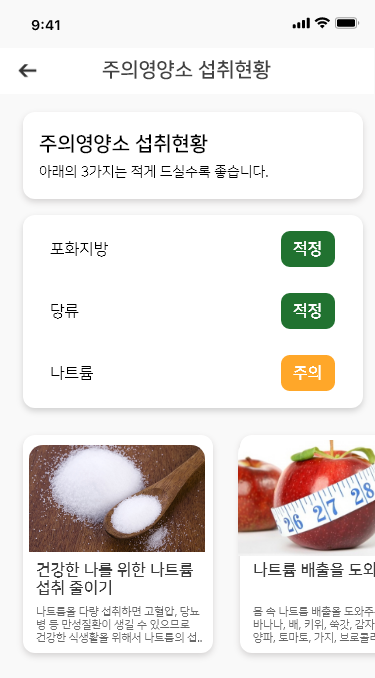 9:41
주의영양소 섭취현황
주의영양소 섭취현황
아래의 3가지는 적게 드실수록 좋습니다.
포화지방
적정
당류
적정
나트륨
주의
건강한 나를 위한 나트륨
섭취 줄이기
나트륨을 다량 섭취하면 고혈압, 당뇨
병 등 만성질환이 생길 수 있으므로
건강한 식생활을 위해서 나트륨의 섭..
26 27 28
나트륨 배출을 도와
몸 속 나트륨 배출을 도와주
바나나, 배, 키위, 쑥갓, 감자
양파, 토마토, 가지, 브로콜리